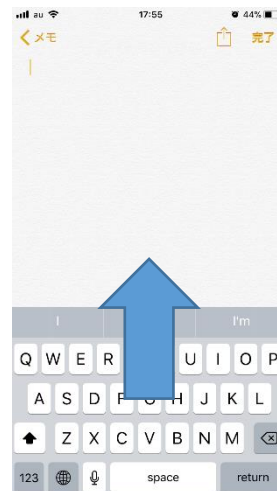 au 17:55 44%
メモ 完了
I I'm
Q W E R U I O P
A S D F G H J K L
Z X C V B N M
123 space return